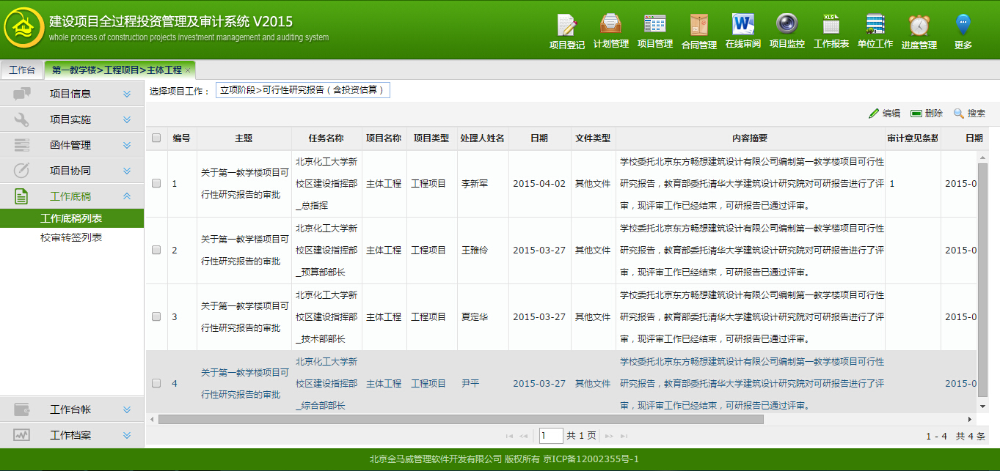 建设项目全过程投资管理及审计系统 V2015
whole process of construction projects investment management and auditing system
项目登记 计划管理 项目管理 合同管理 在线审阅 项目监控 工作报表 单位工作 进度管理 更多
工作台 第一教学楼>工程项目>主体工程 ×
项目信息
项目实施
函件管理
项目协同
工作底稿
工作底稿列表
校审转签列表
工作台帐
工作档案
选择项目工作： 立项阶段>可行性研究报告（含投资估算）
编辑 删除 搜索
编号 主题 任务名称 项目名称 项目类型 处理人姓名 日期 文件类型 内容摘要 审计意见条数 日期
1
关于第一教学楼项目可
行性研究报告的审批
北京化工大学新
校区建设指挥部
_总指挥
主体工程 工程项目 李新军 2015-04-02 其他文件
学校委托北京东方畅想建筑设计有限公司编制第一教学楼项目可行性
研究报告，教育部委托清华大学建筑设计研究院对可研报告进行了评
审，现评审工作已经结束，可研报告已通过评审。
1 2015-0
2
关于第一教学楼项目可
行性研究报告的审批
北京化工大学新
校区建设指挥部
_预算部部长
主体工程 工程项目 王雅伶 2015-03-27 其他文件
学校委托北京东方畅想建筑设计有限公司编制第一教学楼项目可行性
研究报告，教育部委托清华大学建筑设计研究院对可研报告进行了评
审，现评审工作已经结束，可研报告已通过评审。
2015-0
3
关于第一教学楼项目可
行性研究报告的审批
北京化工大学新
校区建设指挥部
_技术部部长
主体工程 工程项目 夏定华 2015-03-27 其他文件
学校委托北京东方畅想建筑设计有限公司编制第一教学楼项目可行性
研究报告，教育部委托清华大学建筑设计研究院对可研报告进行了评
审，现评审工作已经结束，可研报告已通过评审。
2015-0
4
关于第一教学楼项目可
行性研究报告的审批
北京化工大学新
校区建设指挥部
_综合部部长
主体工程 工程项目 尹平 2015-03-27 其他文件
学校委托北京东方畅想建筑设计有限公司编制第一教学楼项目可行性
研究报告，教育部委托清华大学建筑设计研究院对可研报告进行了评
审，现评审工作已经结束，可研报告已通过评审。
2015-0
1 共 1 页
1 - 4 共 4 条
北京金马威管理软件开发有限公司 版权所有 京ICP备12002355号-1